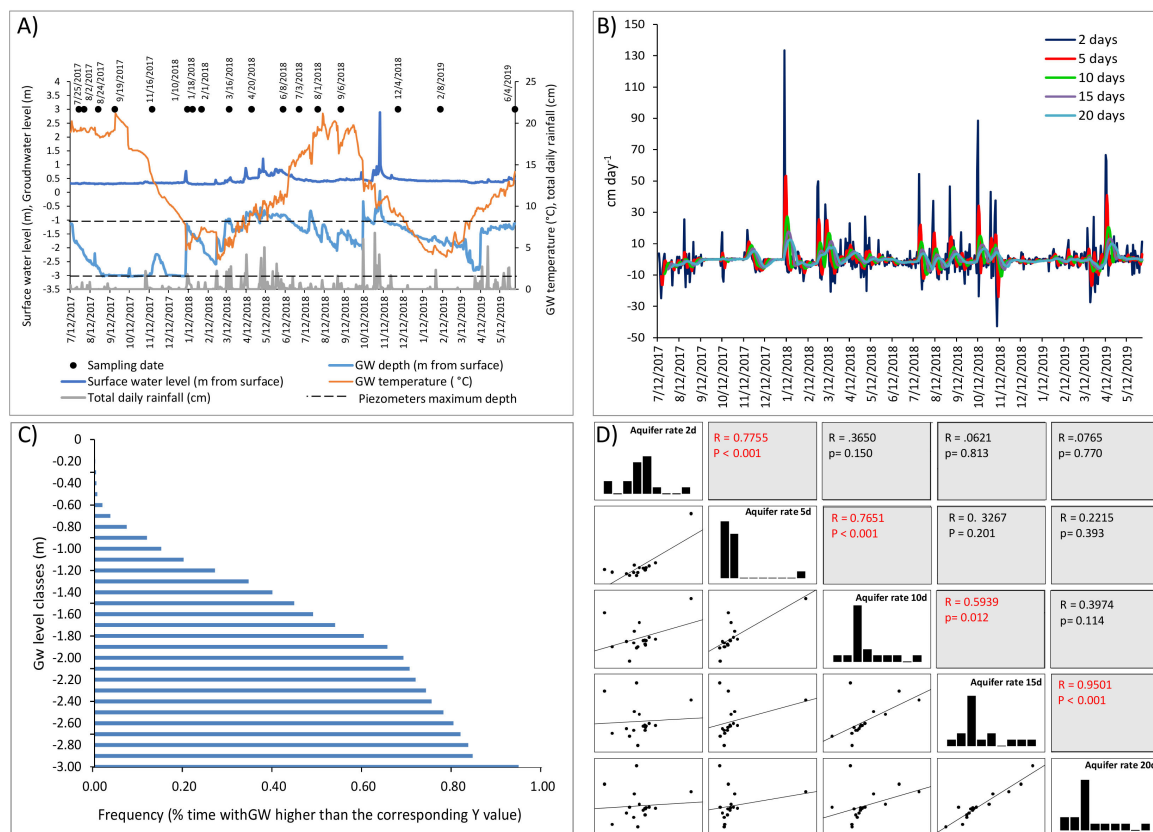 A)
7/25/2017
8/2/2017
8/24/2017
9/19/2017
11/16/2017
1/10/2018
1/18/2018
2/1/2018
3/16/2018
4/20/2018
6/8/2018
7/3/2018
8/1/2018
9/6/2018
12/4/2018
2/8/2019
6/4/2019
Surface water level (m), Groudnwater level (m)
4
3.5
3
2.5
2
1.5
1
0.5
0
-0.5
-1
-1.5
-2
-2.5
-3
-3.5
25
20
15
10
5
0
GW temperature (°C), total daily rainfall (cm)
7/12/2017
8/12/2017
9/12/2017
10/12/2017
11/12/2017
12/12/2017
1/12/2018
2/12/2018
3/12/2018
4/12/2018
5/12/2018
6/12/2018
7/12/2018
8/12/2018
9/12/2018
10/12/2018
11/12/2018
12/12/2018
1/12/2019
2/12/2019
3/12/2019
4/12/2019
5/12/2019
Sampling date
GW depth (m from surface)
Surface water level (m from surface)
GW temperature ( °C)
Total daily rainfall (cm)
Piezometers maximum depth
B)
cm day-1
150
130
110
90
70
50
30
10
-10
-30
-50
2 days
5 days
10 days
15 days
20 days
7/12/2017
8/12/2017
9/12/2017
10/12/2017
11/12/2017
12/12/2017
1/12/2018
2/12/2018
3/12/2018
4/12/2018
5/12/2018
6/12/2018
7/12/2018
8/12/2018
9/12/2018
10/12/2018
11/12/2018
12/12/2018
1/12/2019
2/12/2019
3/12/2019
4/12/2019
5/12/2019
C)
Gw level classes (m)
0
-0.20
-0.40
-0.60
-0.80
-1.00
-1.20
-1.40
-1.60
-1.80
-2.00
-2.20
-2.40
-2.60
-2.80
-3.00
0.00 0.20 0.40 0.60 0.80 1.00
Frequency (% time withGW higher than the corresponding Y value)
D)
Aquifer rate 2d
R = 0.7755
P < 0.001
R = .3650
p= 0.150
R = .0621
p= 0.813
R =.0765
p= 0.770
Aquifer rate 5d
R = 0.7651
P < 0.001
R = 0. 3267
P = 0.201
R = 0.2215
p= 0.393
Aquifer rate 10d
R = 0.5939
p= 0.012
R = 0.3974
p= 0.114
Aquifer rate 15d
R = 0.9501
P < 0.001
Aquifer rate 20d